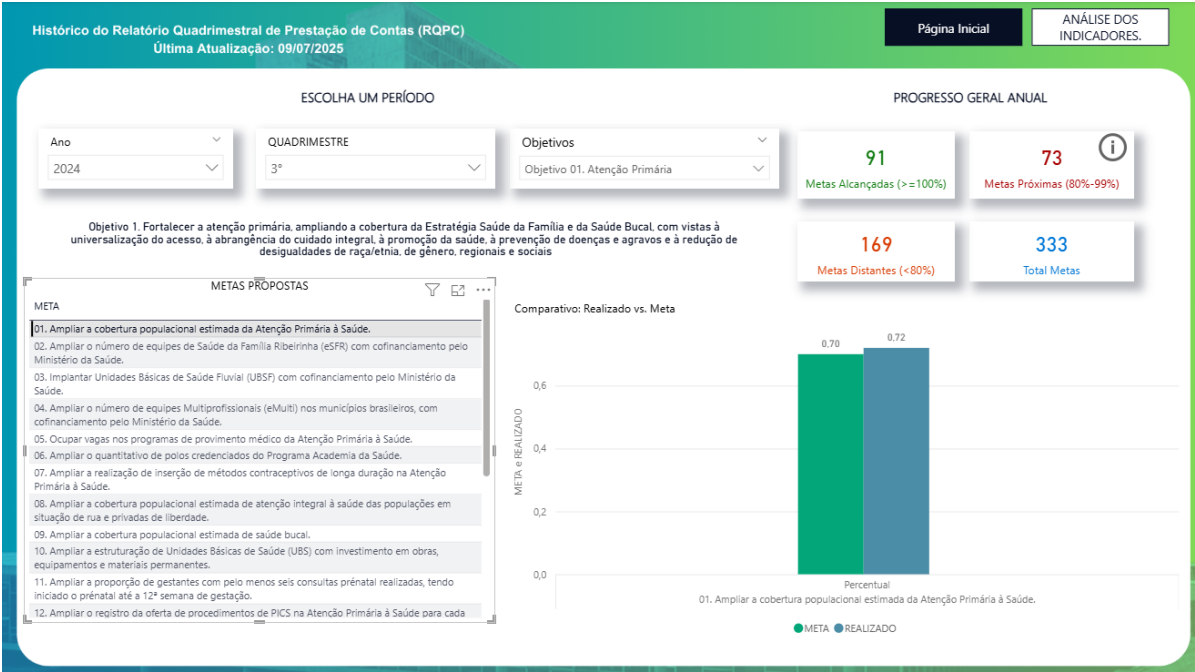 Histórico do Relatório Quadrimestral de Prestação de Contas (RQPC)
Última Atualização: 09/07/2025
Página Inicial
ANÁLISE DOS
INDICADORES.
ESCOLHA UM PERÍODO
PROGRESSO GERAL ANUAL
Ano
2024
QUADRIMESTRE
3º
Objetivos
Objetivo 01. Atenção Primária
91
Metas Alcançadas (>=100%)
73
Metas Próximas (80%-99%)
169
Metas Distantes (<80%)
333
Total Metas
Objetivo 1. Fortalecer a atenção primária, ampliando a cobertura da Estratégia Saúde da Família e da Saúde Bucal, com vistas à
universalização do acesso, à abrangência do cuidado integral, à promoção da saúde, à prevenção de doenças e agravos e à redução de
desigualdades de raça/etnia, de gênero, regionais e sociais
METAS PROPOSTAS
META
01. Ampliar a cobertura populacional estimada da Atenção Primária à Saúde.
02. Ampliar o número de equipes de Saúde da Família Ribeirinha (eSFR) com cofinanciamento pelo
Ministério da Saúde.
03. Implantar Unidades Básicas de Saúde Fluvial (UBSF) com cofinanciamento pelo Ministério da
Saúde.
04. Ampliar o número de equipes Multiprofissionais (eMulti) nos municípios brasileiros, com
cofinanciamento pelo Ministério da Saúde.
05. Ocupar vagas nos programas de provimento médico da Atenção Primária à Saúde.
06. Ampliar o quantitativo de polos credenciados do Programa Academia da Saúde.
07. Ampliar a realização de inserção de métodos contraceptivos de longa duração na Atenção
Primária à Saúde.
08. Ampliar a cobertura populacional estimada de atenção integral à saúde das populações em
situação de rua e privadas de liberdade.
09. Ampliar a cobertura populacional estimada de saúde bucal.
10. Ampliar a estruturação de Unidades Básicas de Saúde (UBS) com investimento em obras,
equipamentos e materiais permanentes.
11. Ampliar a proporção de gestantes com pelo menos seis consultas prénatal realizadas, tendo
iniciado o prénatal até a 12ª semana de gestação.
12. Ampliar o registro da oferta de procedimentos de PICS na Atenção Primária à Saúde para cada
Comparativo: Realizado vs. Meta
META e REALIZADO
0,6
0,4
0,2
0,0
0,70
0,72
Percentual
01. Ampliar a cobertura populacional estimada da Atenção Primária à Saúde.
META REALIZADO